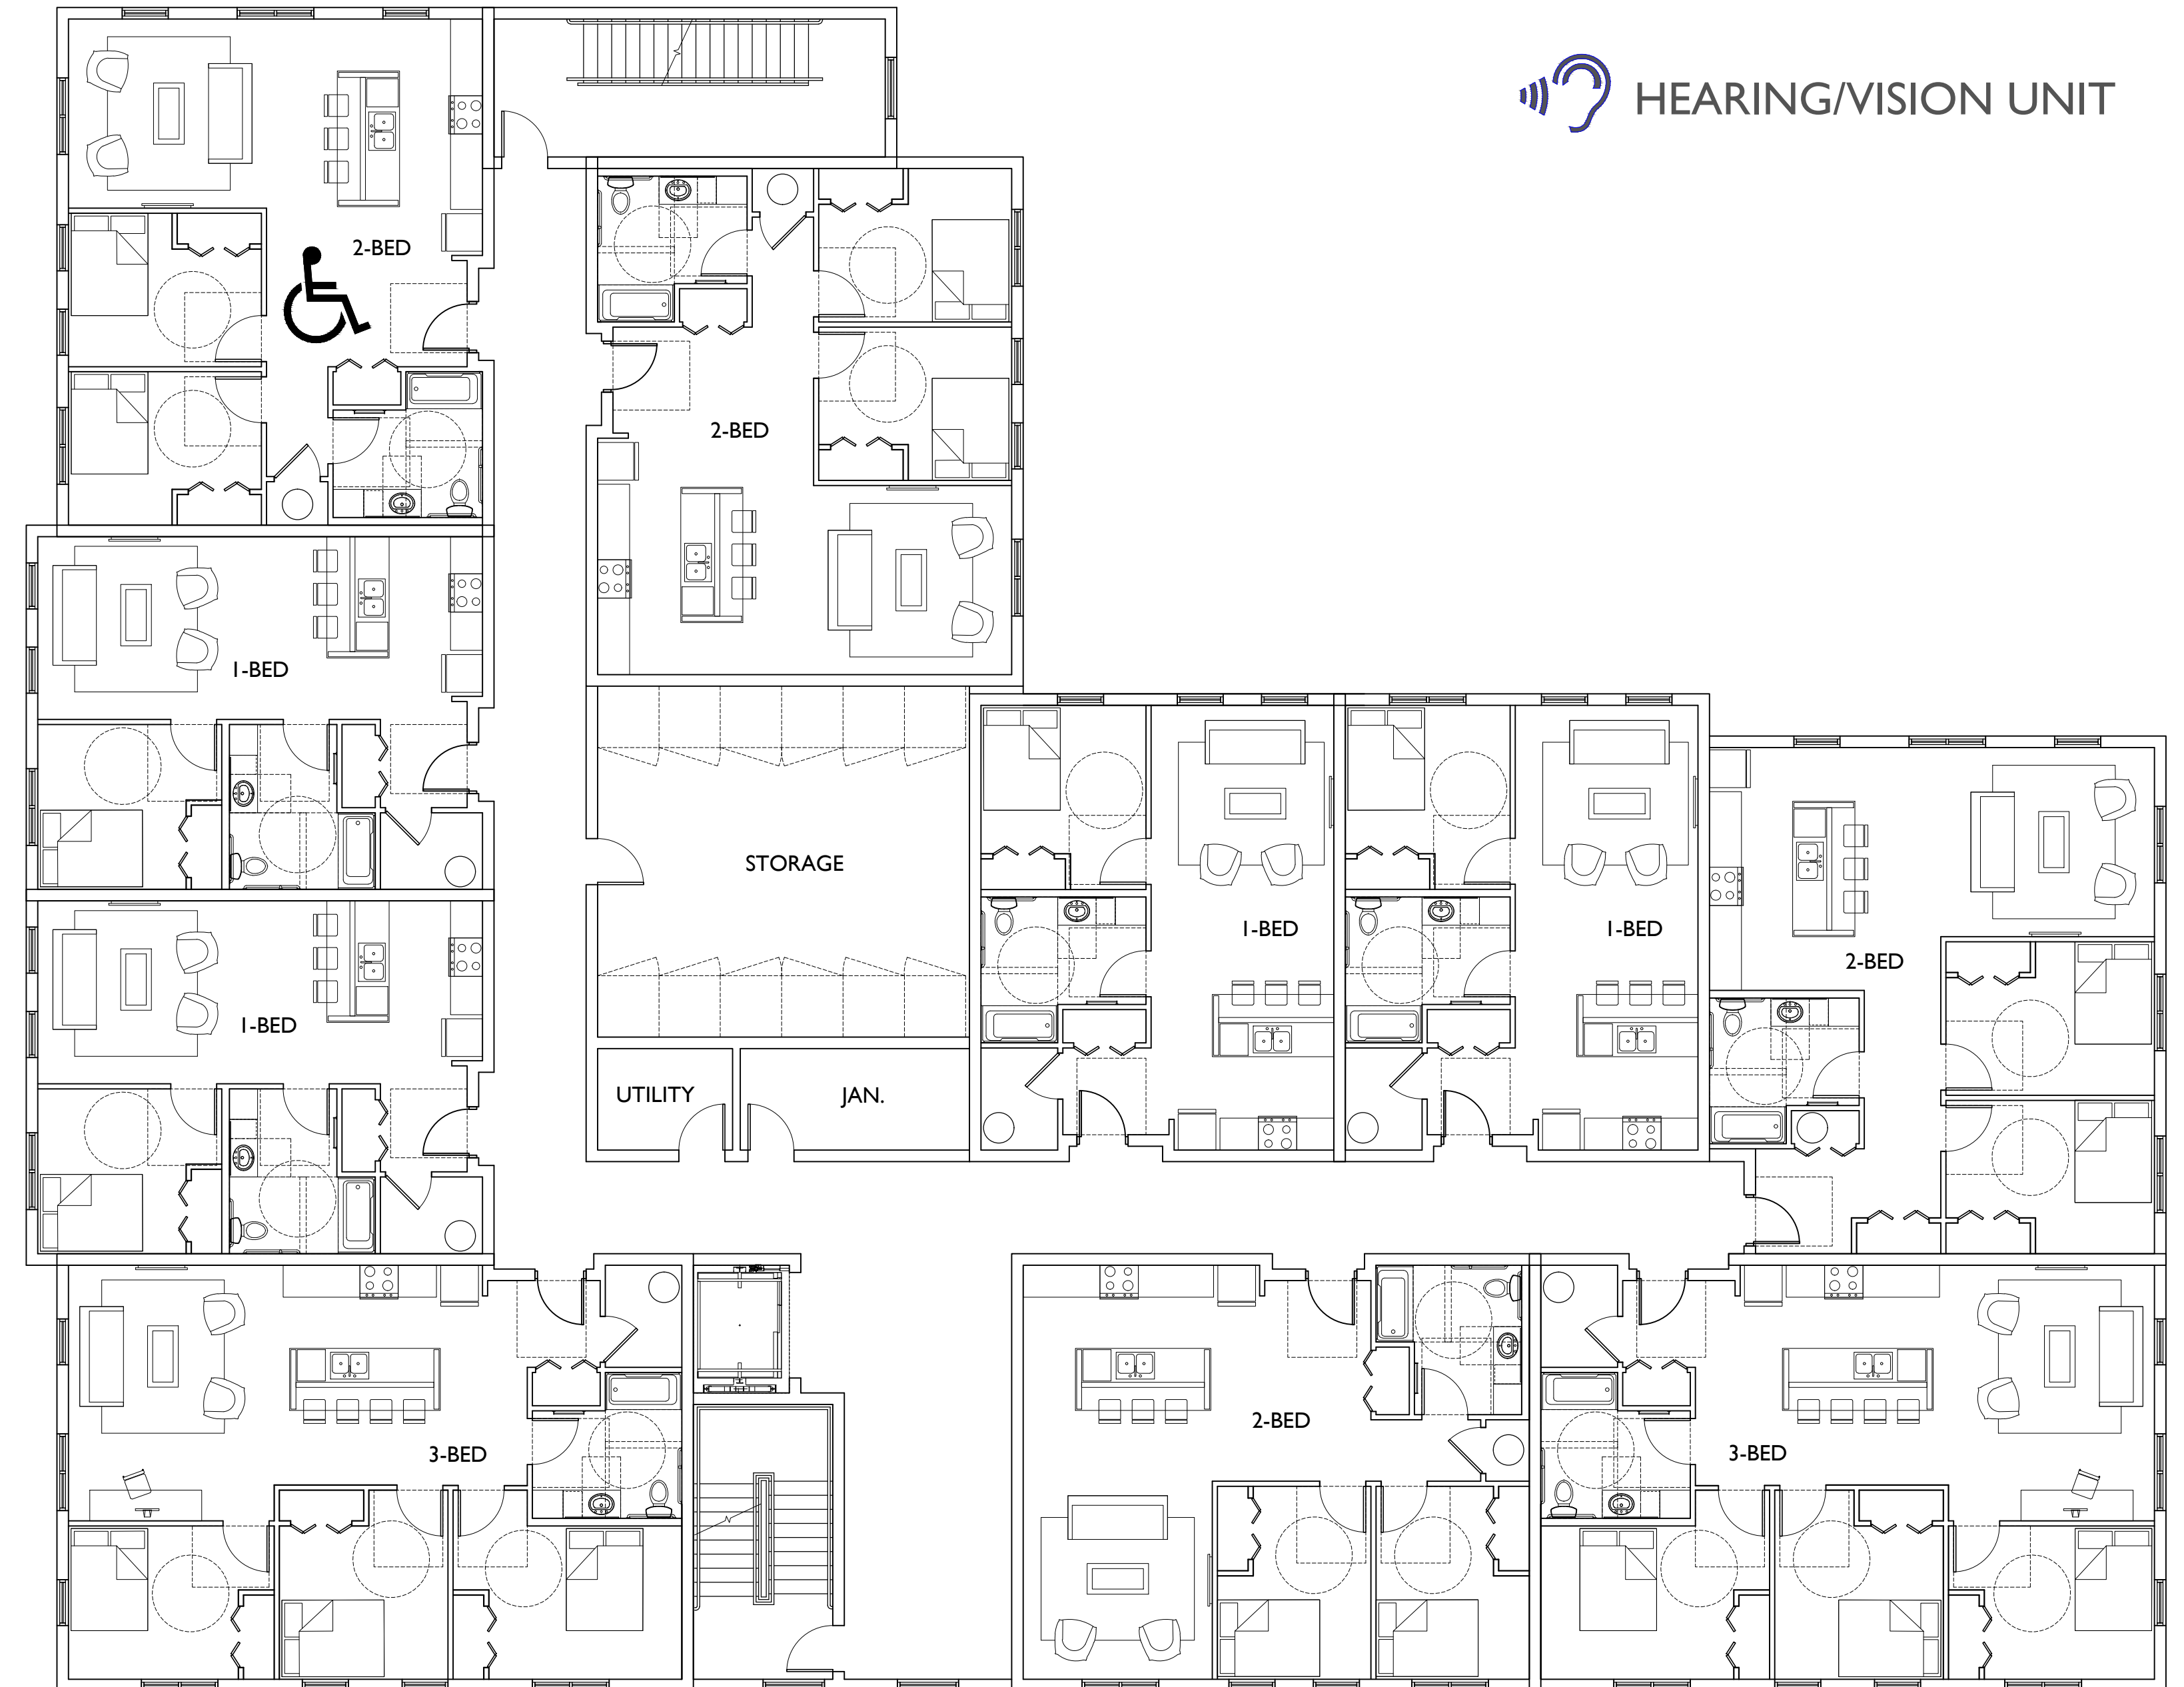 HEARING/VISION UNIT
2-BED
2-BED
1-BED
STORAGE
1-BED
1-BED
2-BED
1-BED
UTILITY
JAN.
2-BED
3-BED
3-BED